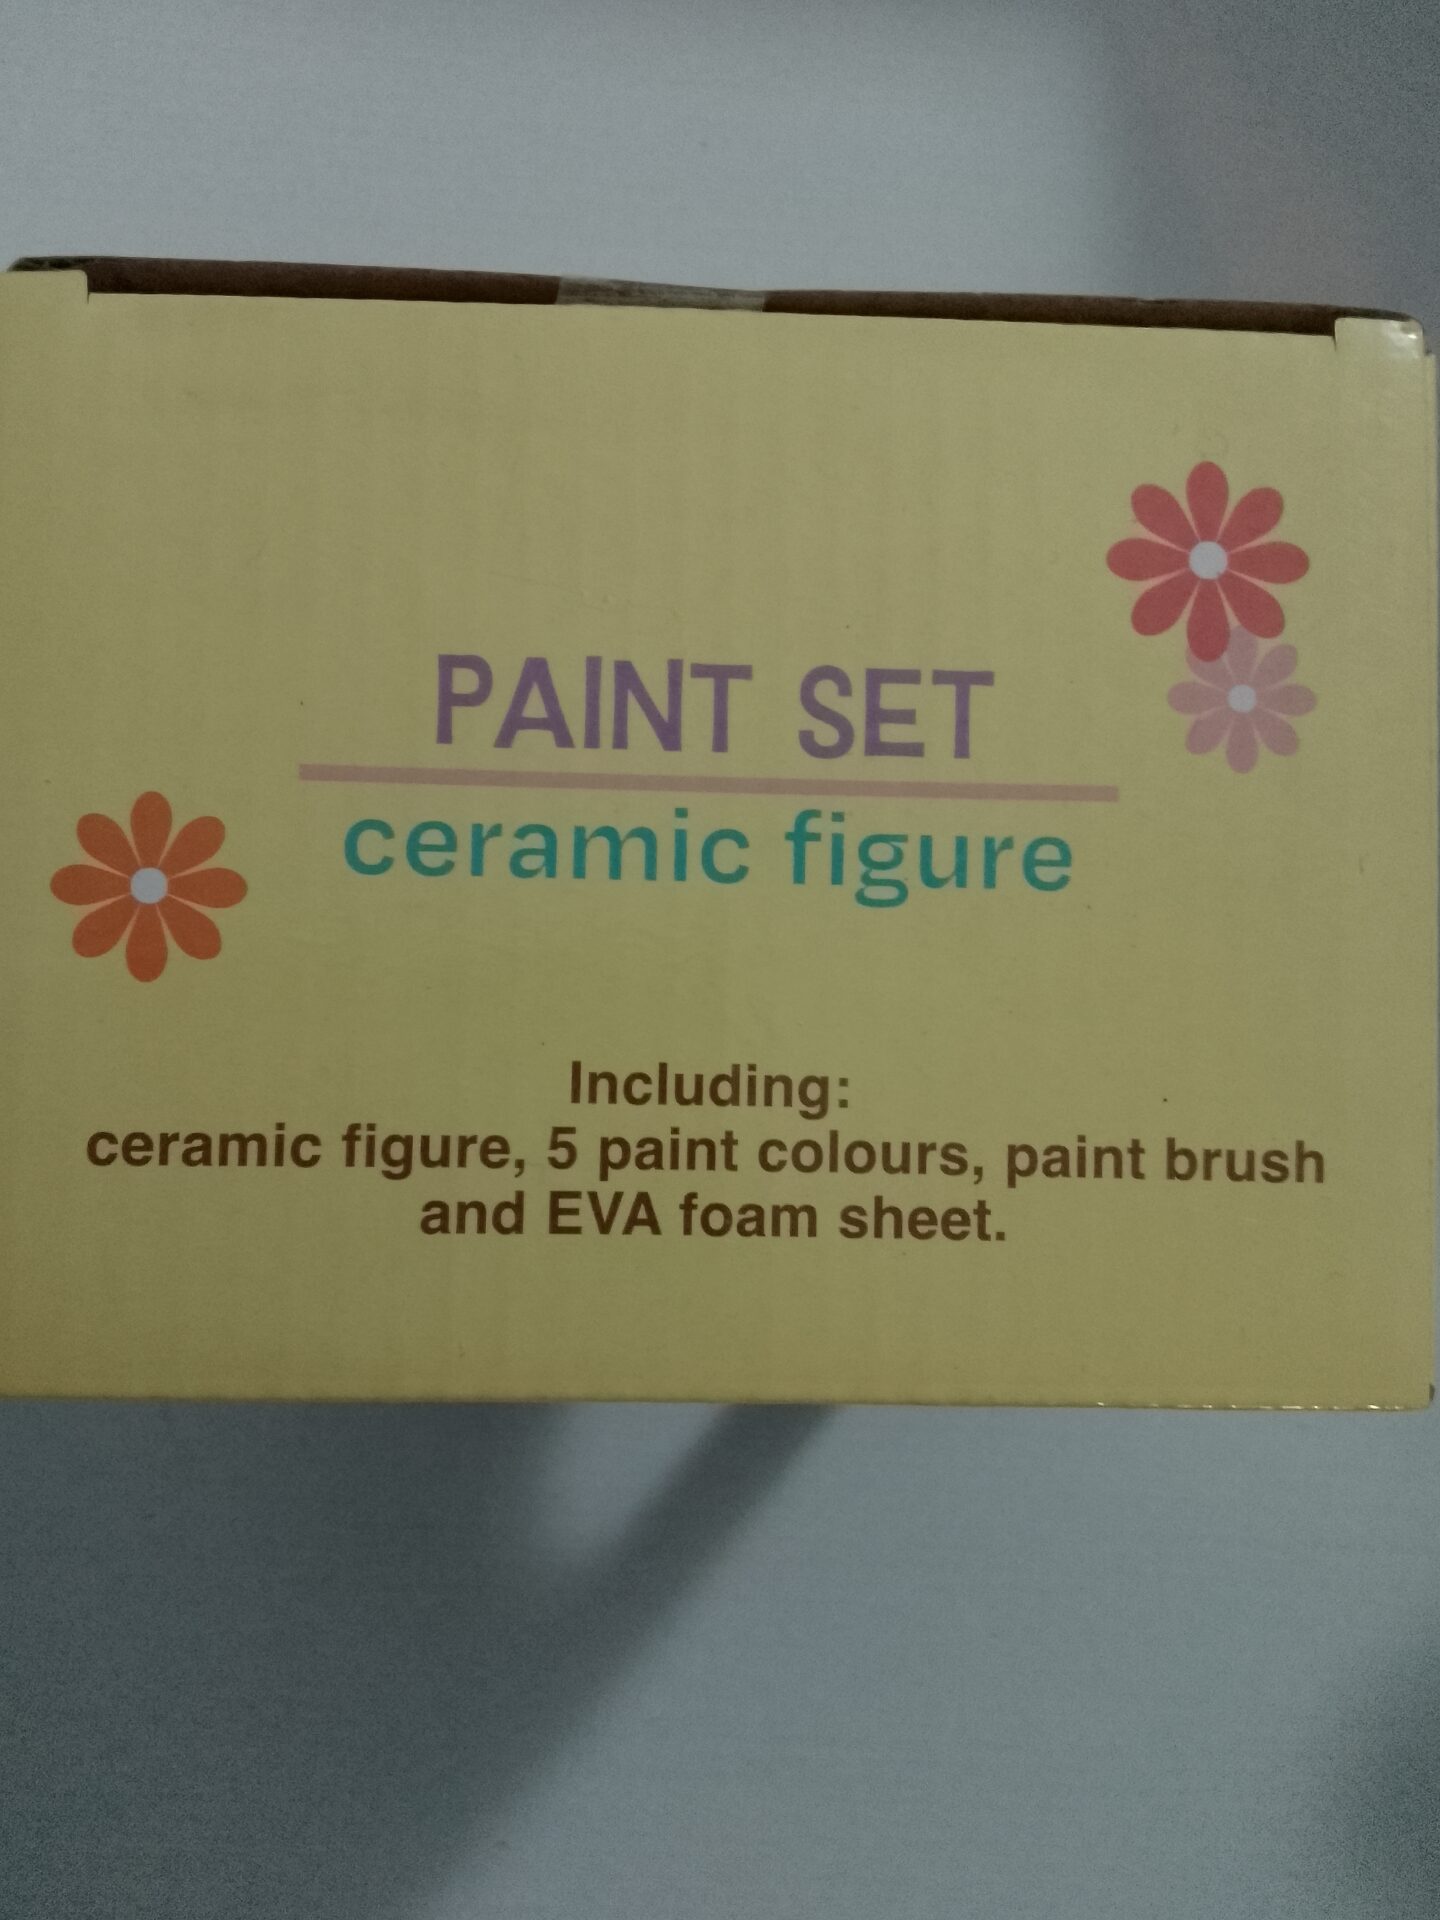 PAINT SET
ceramic figure
Including:
ceramic figure, 5 paint colours, paint brush
and EVA foam sheet.